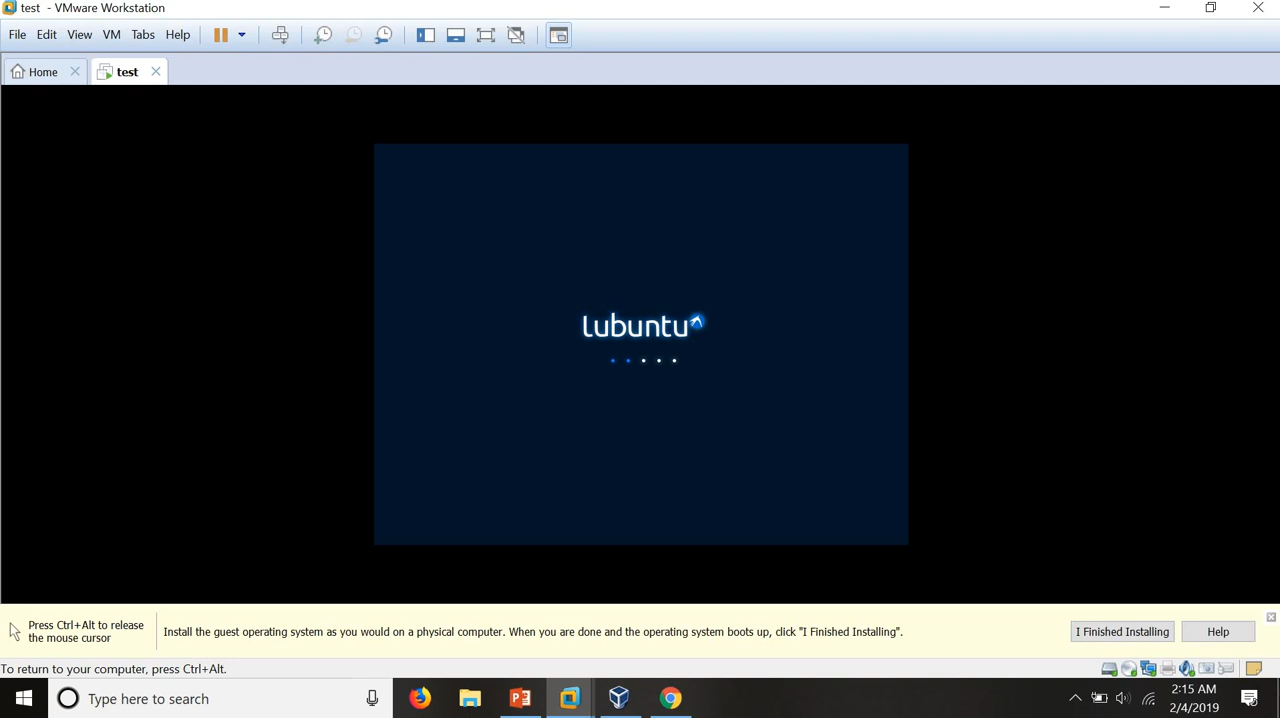 test - VMware Workstation
File Edit View VM Tabs Help
Home test
lubuntu
Press Ctrl+Alt to release
the mouse cursor
Install the guest operating system as you would on a physical computer. When you are done and the operating system boots up, click "I Finished Installing".
I Finished Installing Help
To return to your computer, press Ctrl+Alt.
Type here to search
2:15 AM
2/4/2019